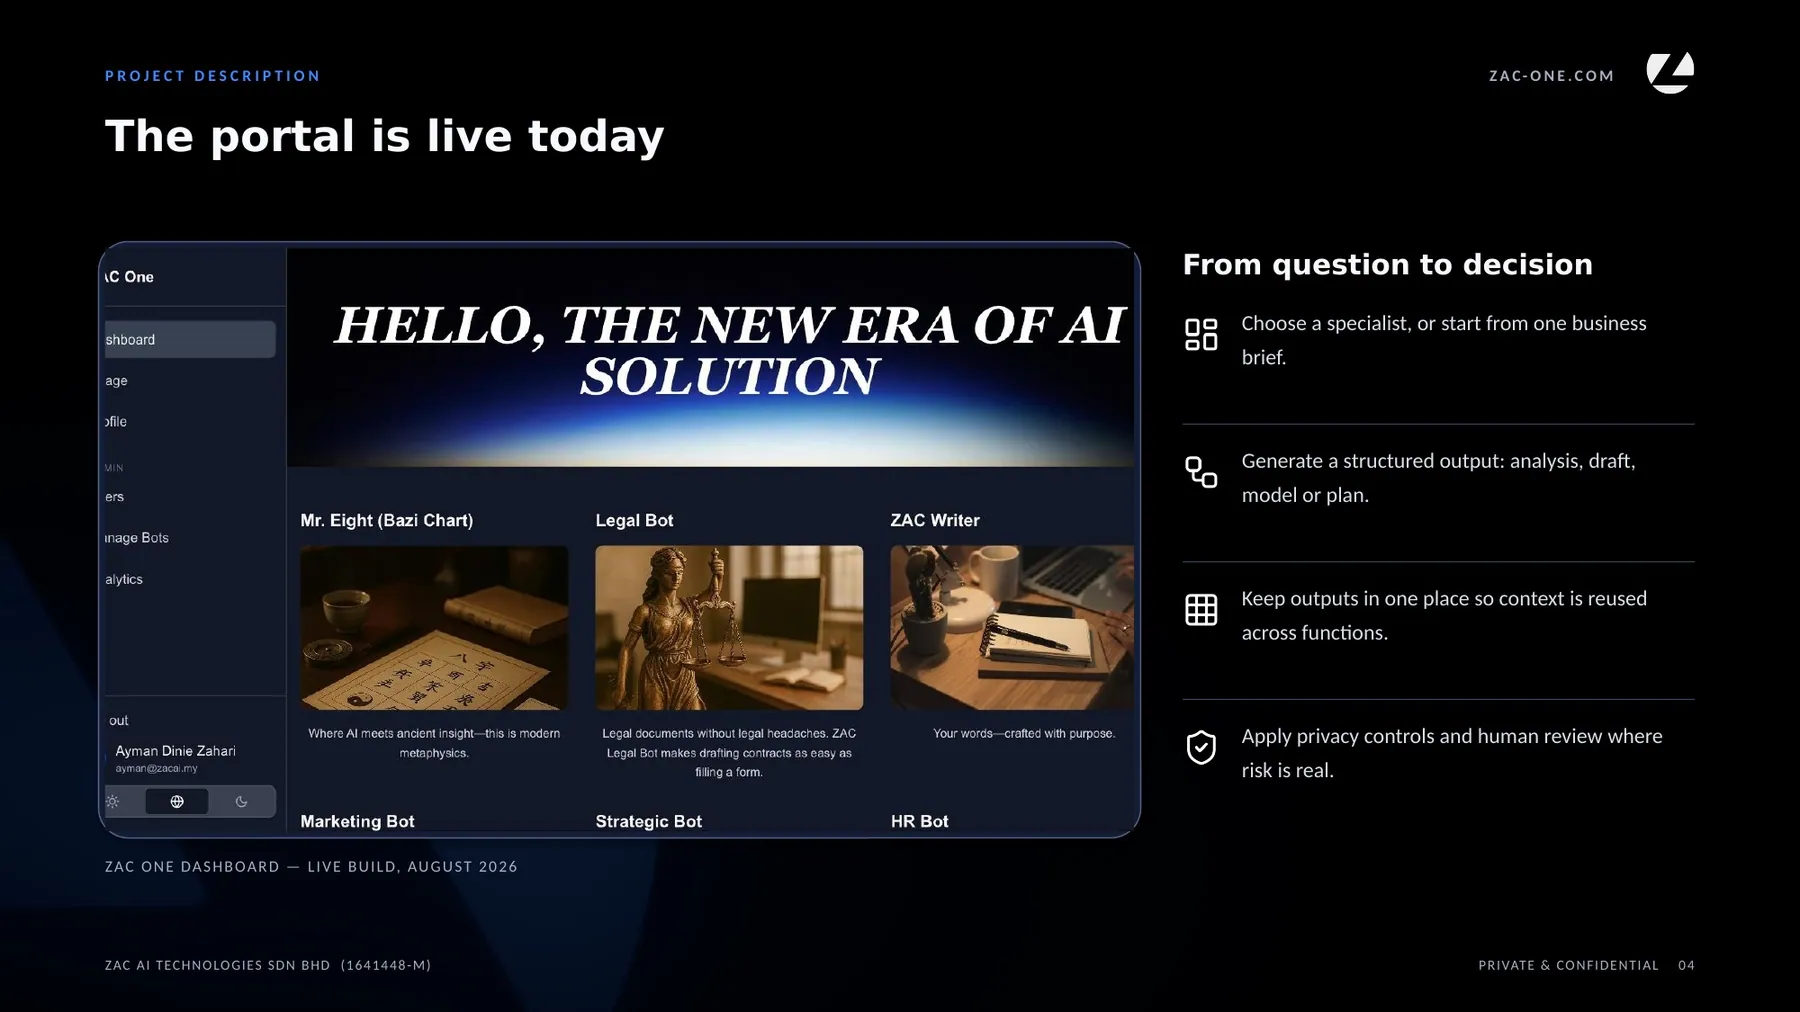 PROJECT DESCRIPTION
ZAC-ONE.COM
The portal is live today
AC One
shboard
age
ofile
MIN
ers
anage Bots
alytics
out
Ayman Dinie Zahari
ayman@zacai.my
HELLO, THE NEW ERA OF AI
SOLUTION
Mr. Eight (Bazi Chart)
Where AI meets ancient insight—this is modern
metaphysics.
Legal Bot
Legal documents without legal headaches. ZAC
Legal Bot makes drafting contracts as easy as
filling a form.
ZAC Writer
Your words—crafted with purpose.
Marketing Bot
Strategic Bot
HR Bot
ZAC ONE DASHBOARD — LIVE BUILD, AUGUST 2026
From question to decision
Choose a specialist, or start from one business
brief.
Generate a structured output: analysis, draft,
model or plan.
Keep outputs in one place so context is reused
across functions.
Apply privacy controls and human review where
risk is real.
ZAC AI TECHNOLOGIES SDN BHD (1641448-M)
PRIVATE & CONFIDENTIAL 04